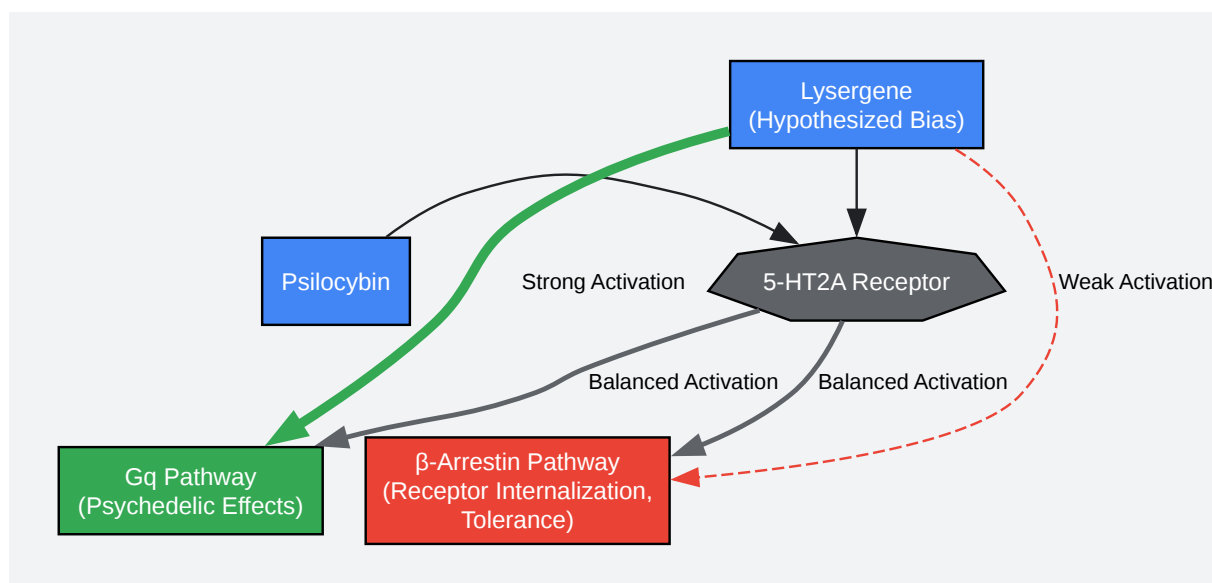 Lysergene
(Hypothesized Bias)
Psilocybin
Strong Activation
5-HT2A Receptor
Weak Activation
Balanced Activation
Balanced Activation
Gq Pathway
(Psychedelic Effects)
β-Arrestin Pathway
(Receptor Internalization,
Tolerance)